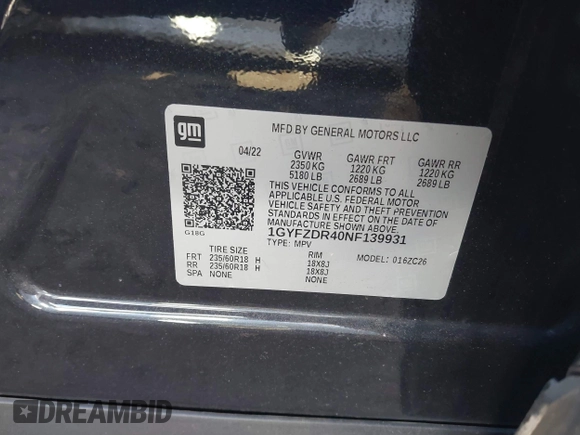 gm
MFD BY GENERAL MOTORS LLC
04/22 GVWR GAWR FRT GAWR RR
2350 KG 1220 KG 1220 KG
5180 LB 2689 LB 2689 LB
THIS VEHICLE CONFORMS TO ALL
APPLICABLE U.S. FEDERAL MOTOR
VEHICLE SAFETY AND THEFT PREVENTION
STANDARDS IN EFFECT ON THE DATE OF
MANUFACTURE SHOWN ABOVE.
1GYFZDR40NF139931
G18G
TYPE: MPV
TIRE SIZE RIM MODEL: 016ZC26
FRT 235/60R18 H 18X8J
RR 235/60R18 H 18X8J
SPA NONE NONE
DREAMBID